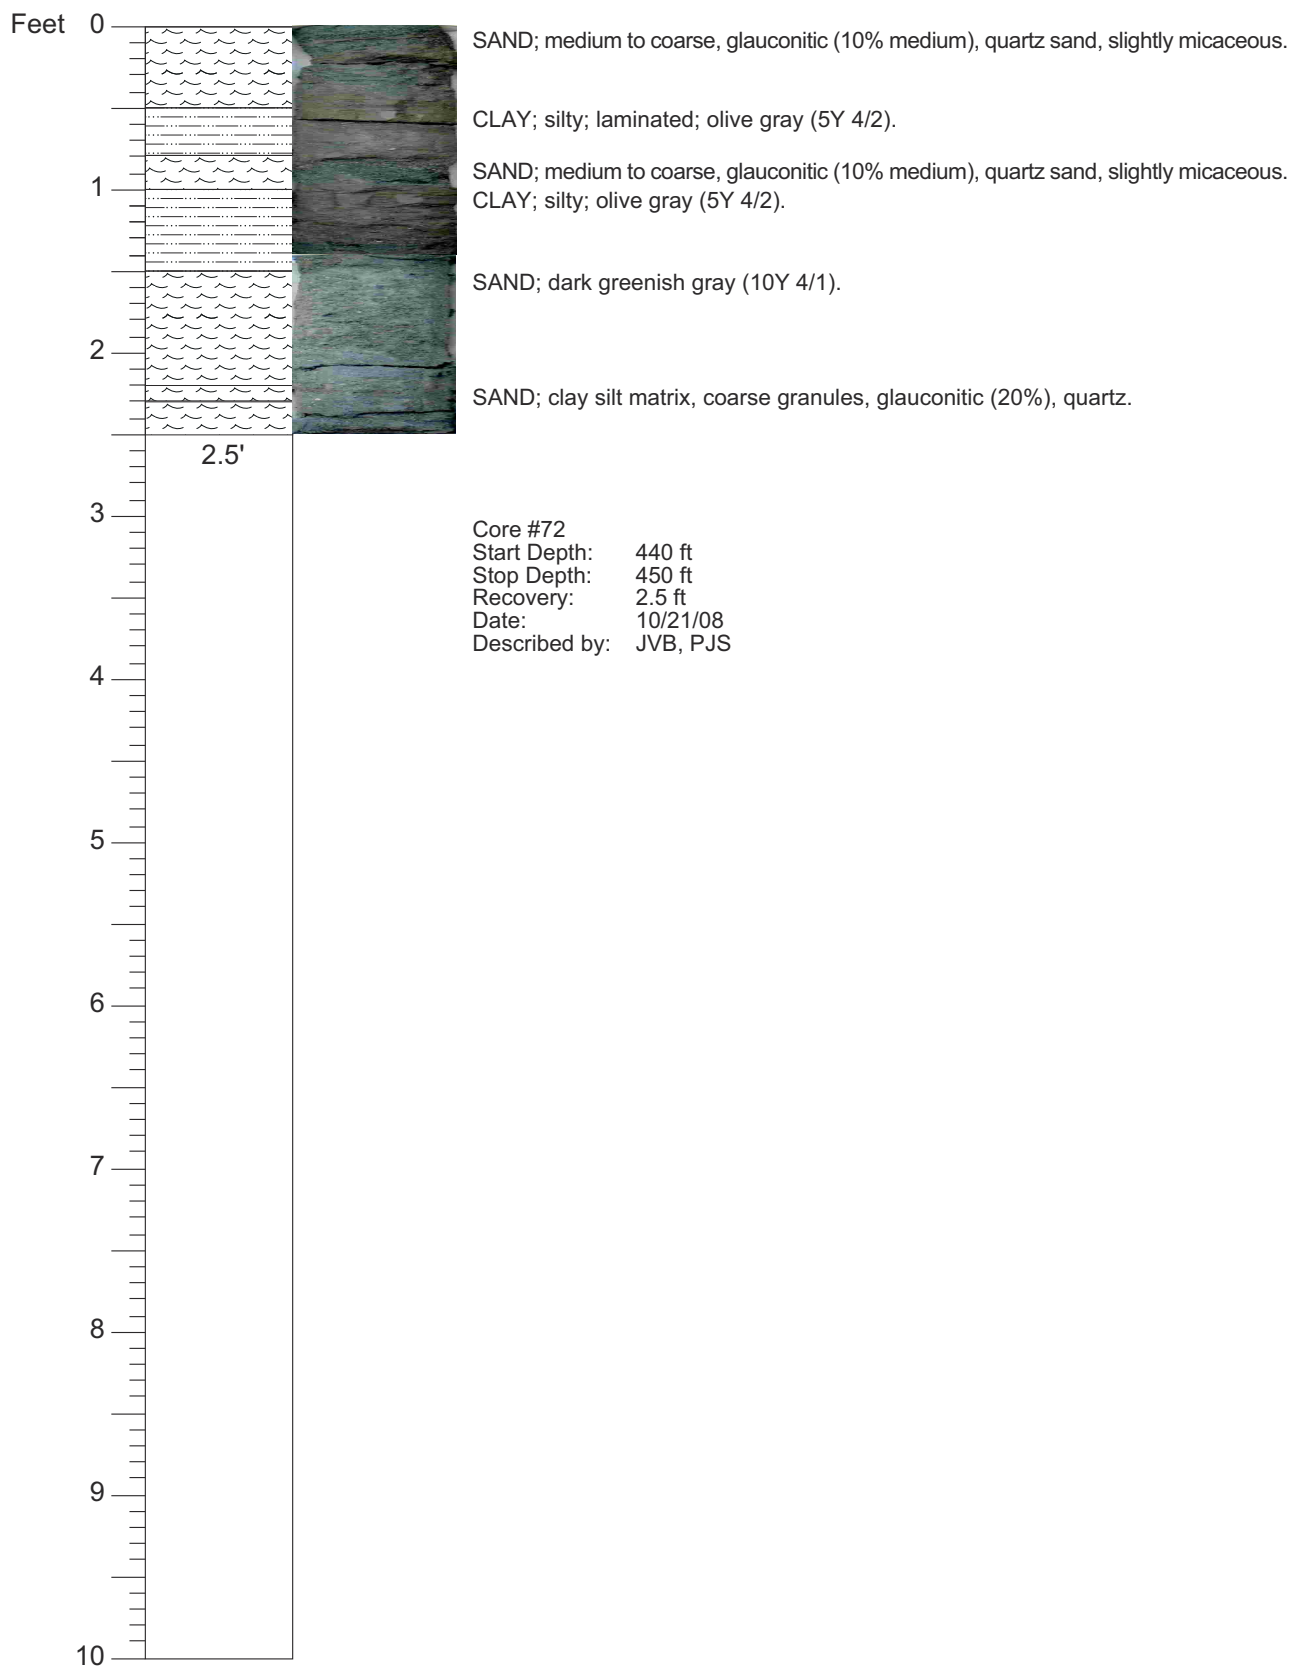 Feet 0
SAND; medium to coarse, glauconitic (10% medium), quartz sand, slightly micaceous.
CLAY; silty; laminated; olive gray (5Y 4/2).
SAND; medium to coarse, glauconitic (10% medium), quartz sand, slightly micaceous.
1
CLAY; silty; olive gray (5Y 4/2).
SAND; dark greenish gray (10Y 4/1).
2
SAND; clay silt matrix, coarse granules, glauconitic (20%), quartz.
2.5'
3
Core #72
Start Depth: 440 ft
Stop Depth: 450 ft
Recovery: 2.5 ft
Date: 10/21/08
Described by: JVB, PJS
4
5
6
7
8
9
10